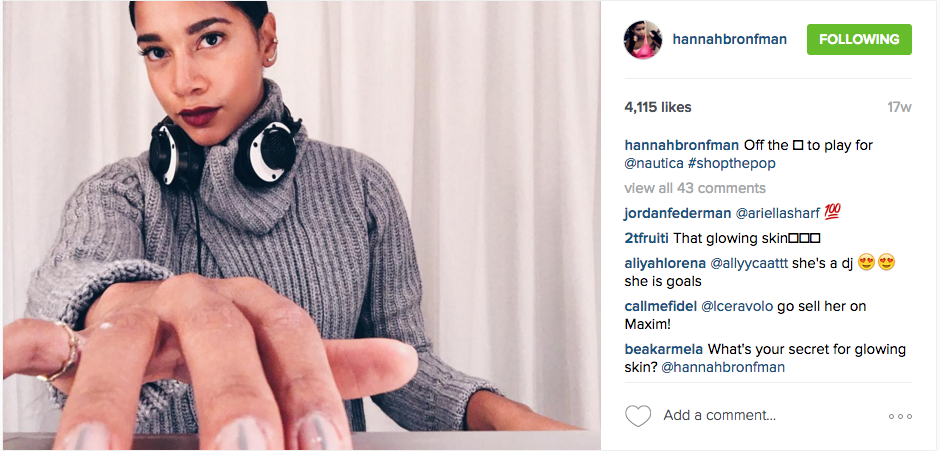 hannahbronfman
FOLLOWING
4,115 likes
17w
hannahbronfman Off the □ to play for
@nautica #shopthepop
view all 43 comments
jordanfederman @ariellasharf 💯
2tfruiti That glowing skin□□□
aliyahlorena @allyycaattt she's a dj 😍😍
she is goals
callmefidel @lceravolo go sell her on
Maxim!
beakarmela What's your secret for glowing
skin? @hannahbronfman
Add a comment...